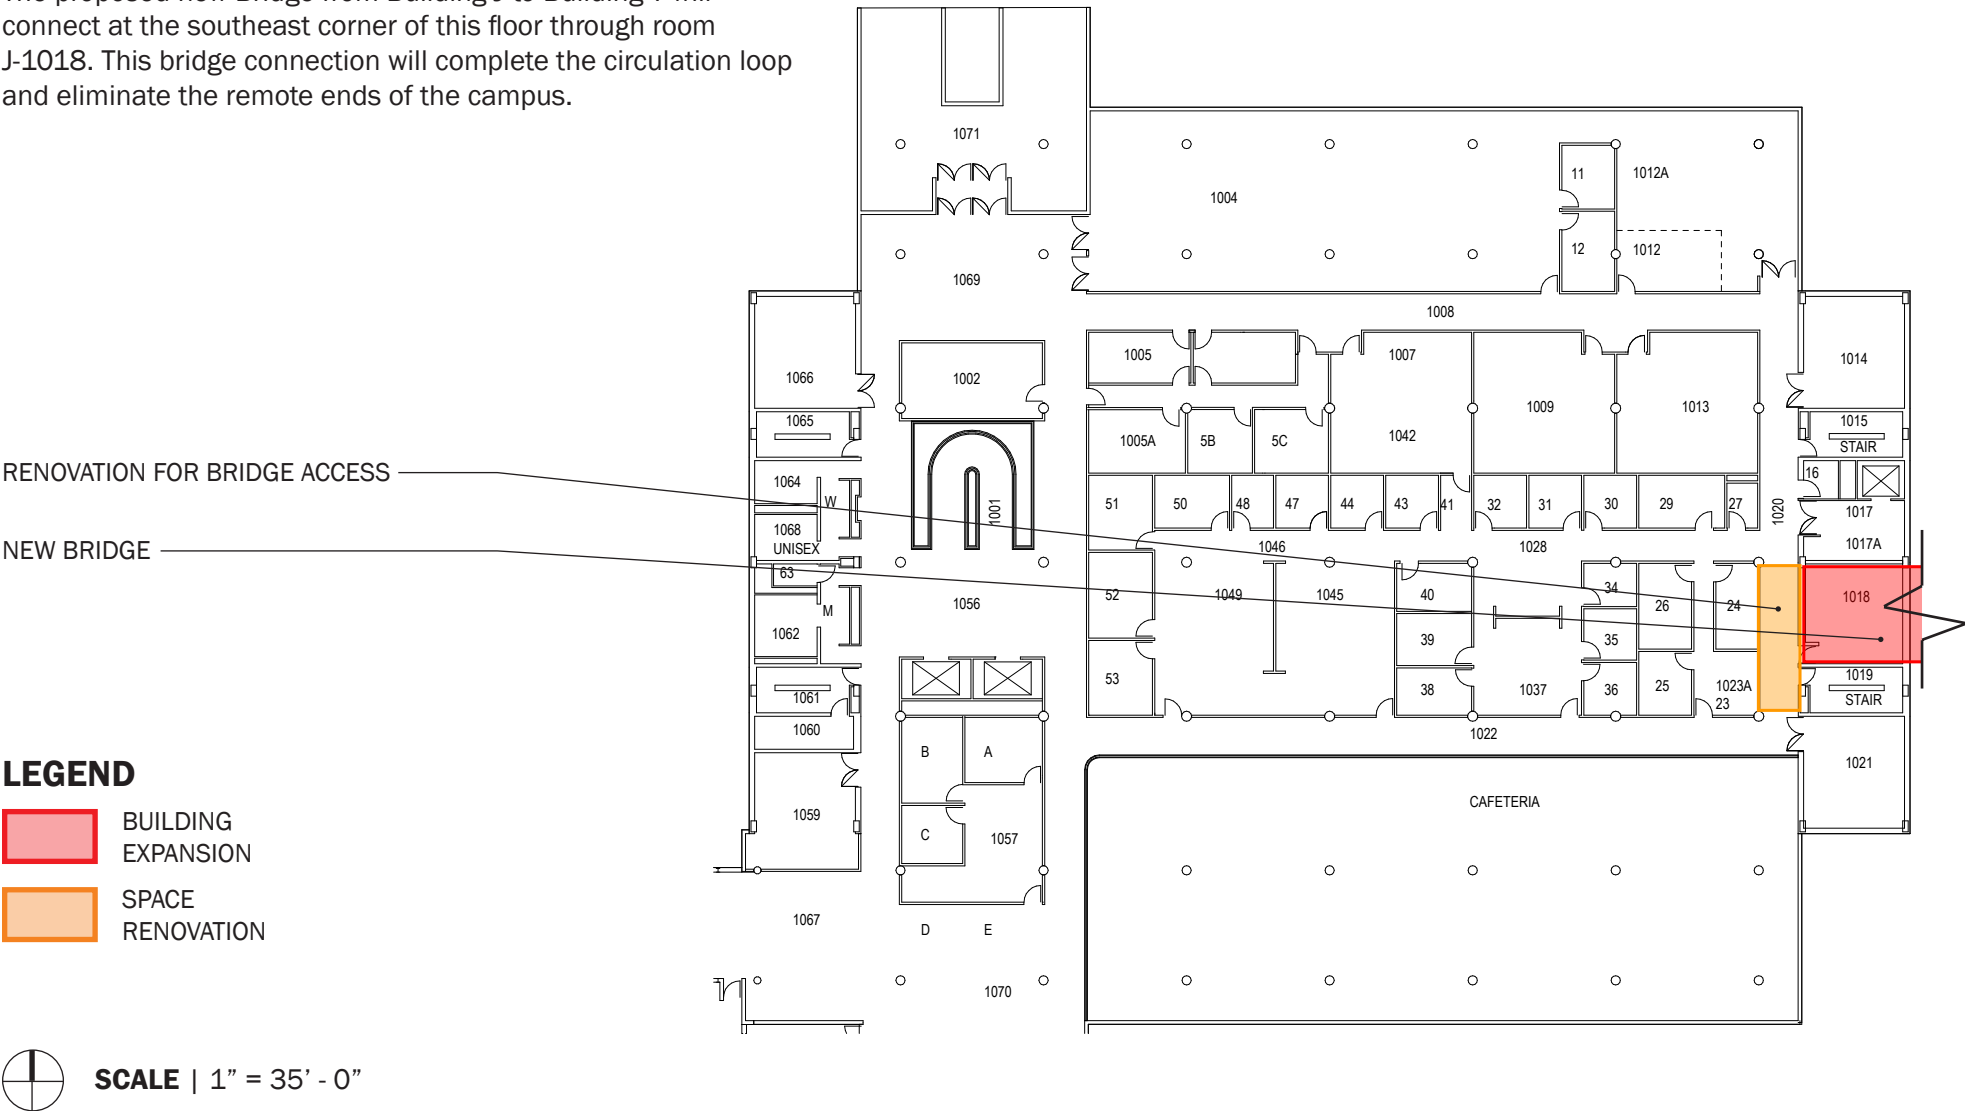 connect at the southeast corner of this floor through room
J-1018. This bridge connection will complete the circulation loop
and eliminate the remote ends of the campus.
1071
1004
11
1012A
12
1012
1069
1008
1005
1007
1014
1066
1002
1009
1013
1065
1005A
5B
5C
1042
1015
STAIR
RENOVATION FOR BRIDGE ACCESS
1064
W
1001
51
50
48
47
44
43
41
32
31
30
29
27
1020
16
1017
1068
UNISEX
NEW BRIDGE
1046
1028
1017A
63
M
1062
1056
52
1049
1045
40
34
26
24
1018
39
35
53
38
1037
36
25
1023A
23
1019
STAIR
1061
1060
1022
B
A
1021
LEGEND
CAFETERIA
BUILDING
EXPANSION
1059
C
1057
SPACE
RENOVATION
1067
D
E
1070
SCALE | 1” = 35’ - 0”